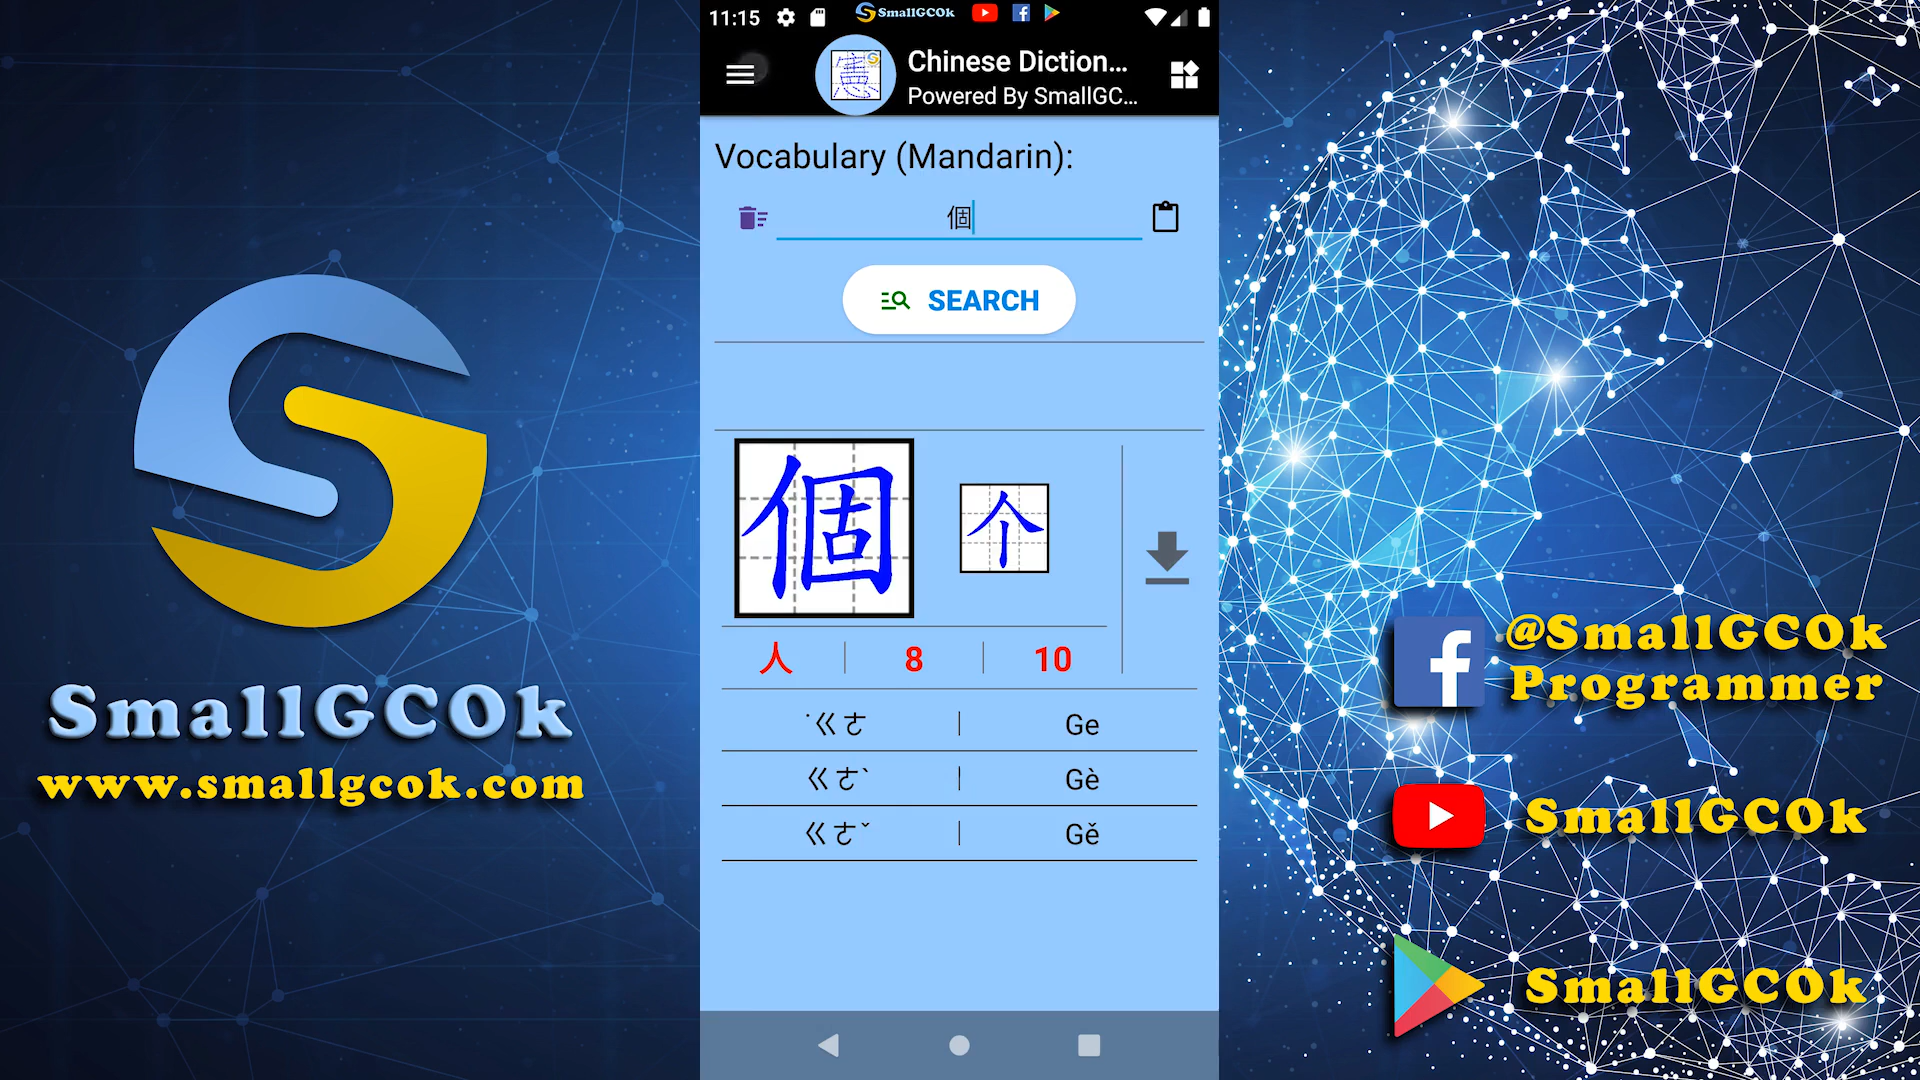 SmallGCOk
www.smallgcok.com
11:15
SmallGCOk
Chinese Diction...
Powered By SmallGC...
Vocabulary (Mandarin):
個
SEARCH
個
个
人
8
10
˙ㄍㄜ
Ge
ㄍㄜˋ
Gè
ㄍㄜˇ
Gě
@SmallGCOk
Programmer
SmallGCOk
SmallGCOk